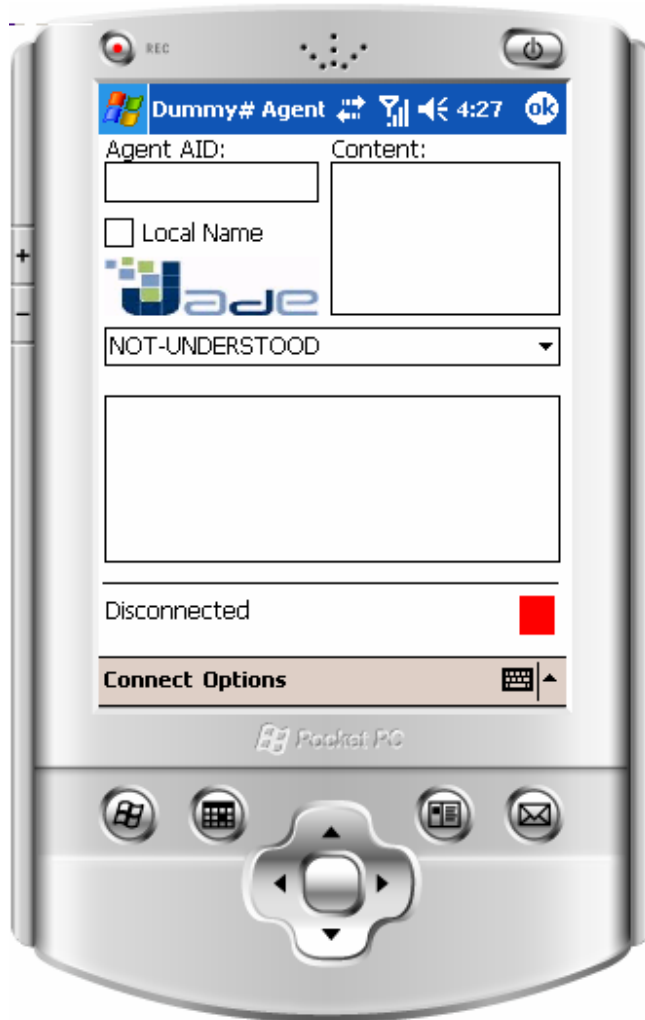 REC
Dummy# Agent 4:27 ok
Agent AID: Content:
Local Name
Jade
NOT-UNDERSTOOD
Disconnected
Connect Options
Pocket PC
+
-